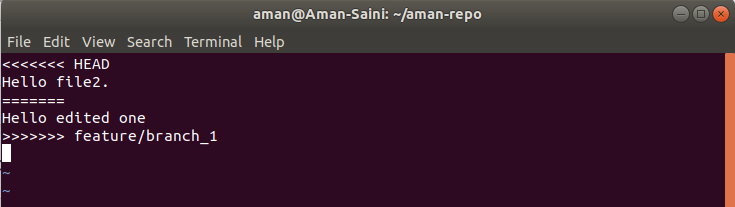 aman@Aman-Saini: ~/aman-repo
File Edit View Search Terminal Help
<<<<<<< HEAD
Hello file2.
=======
Hello edited one
>>>>>>> feature/branch_1
~
~